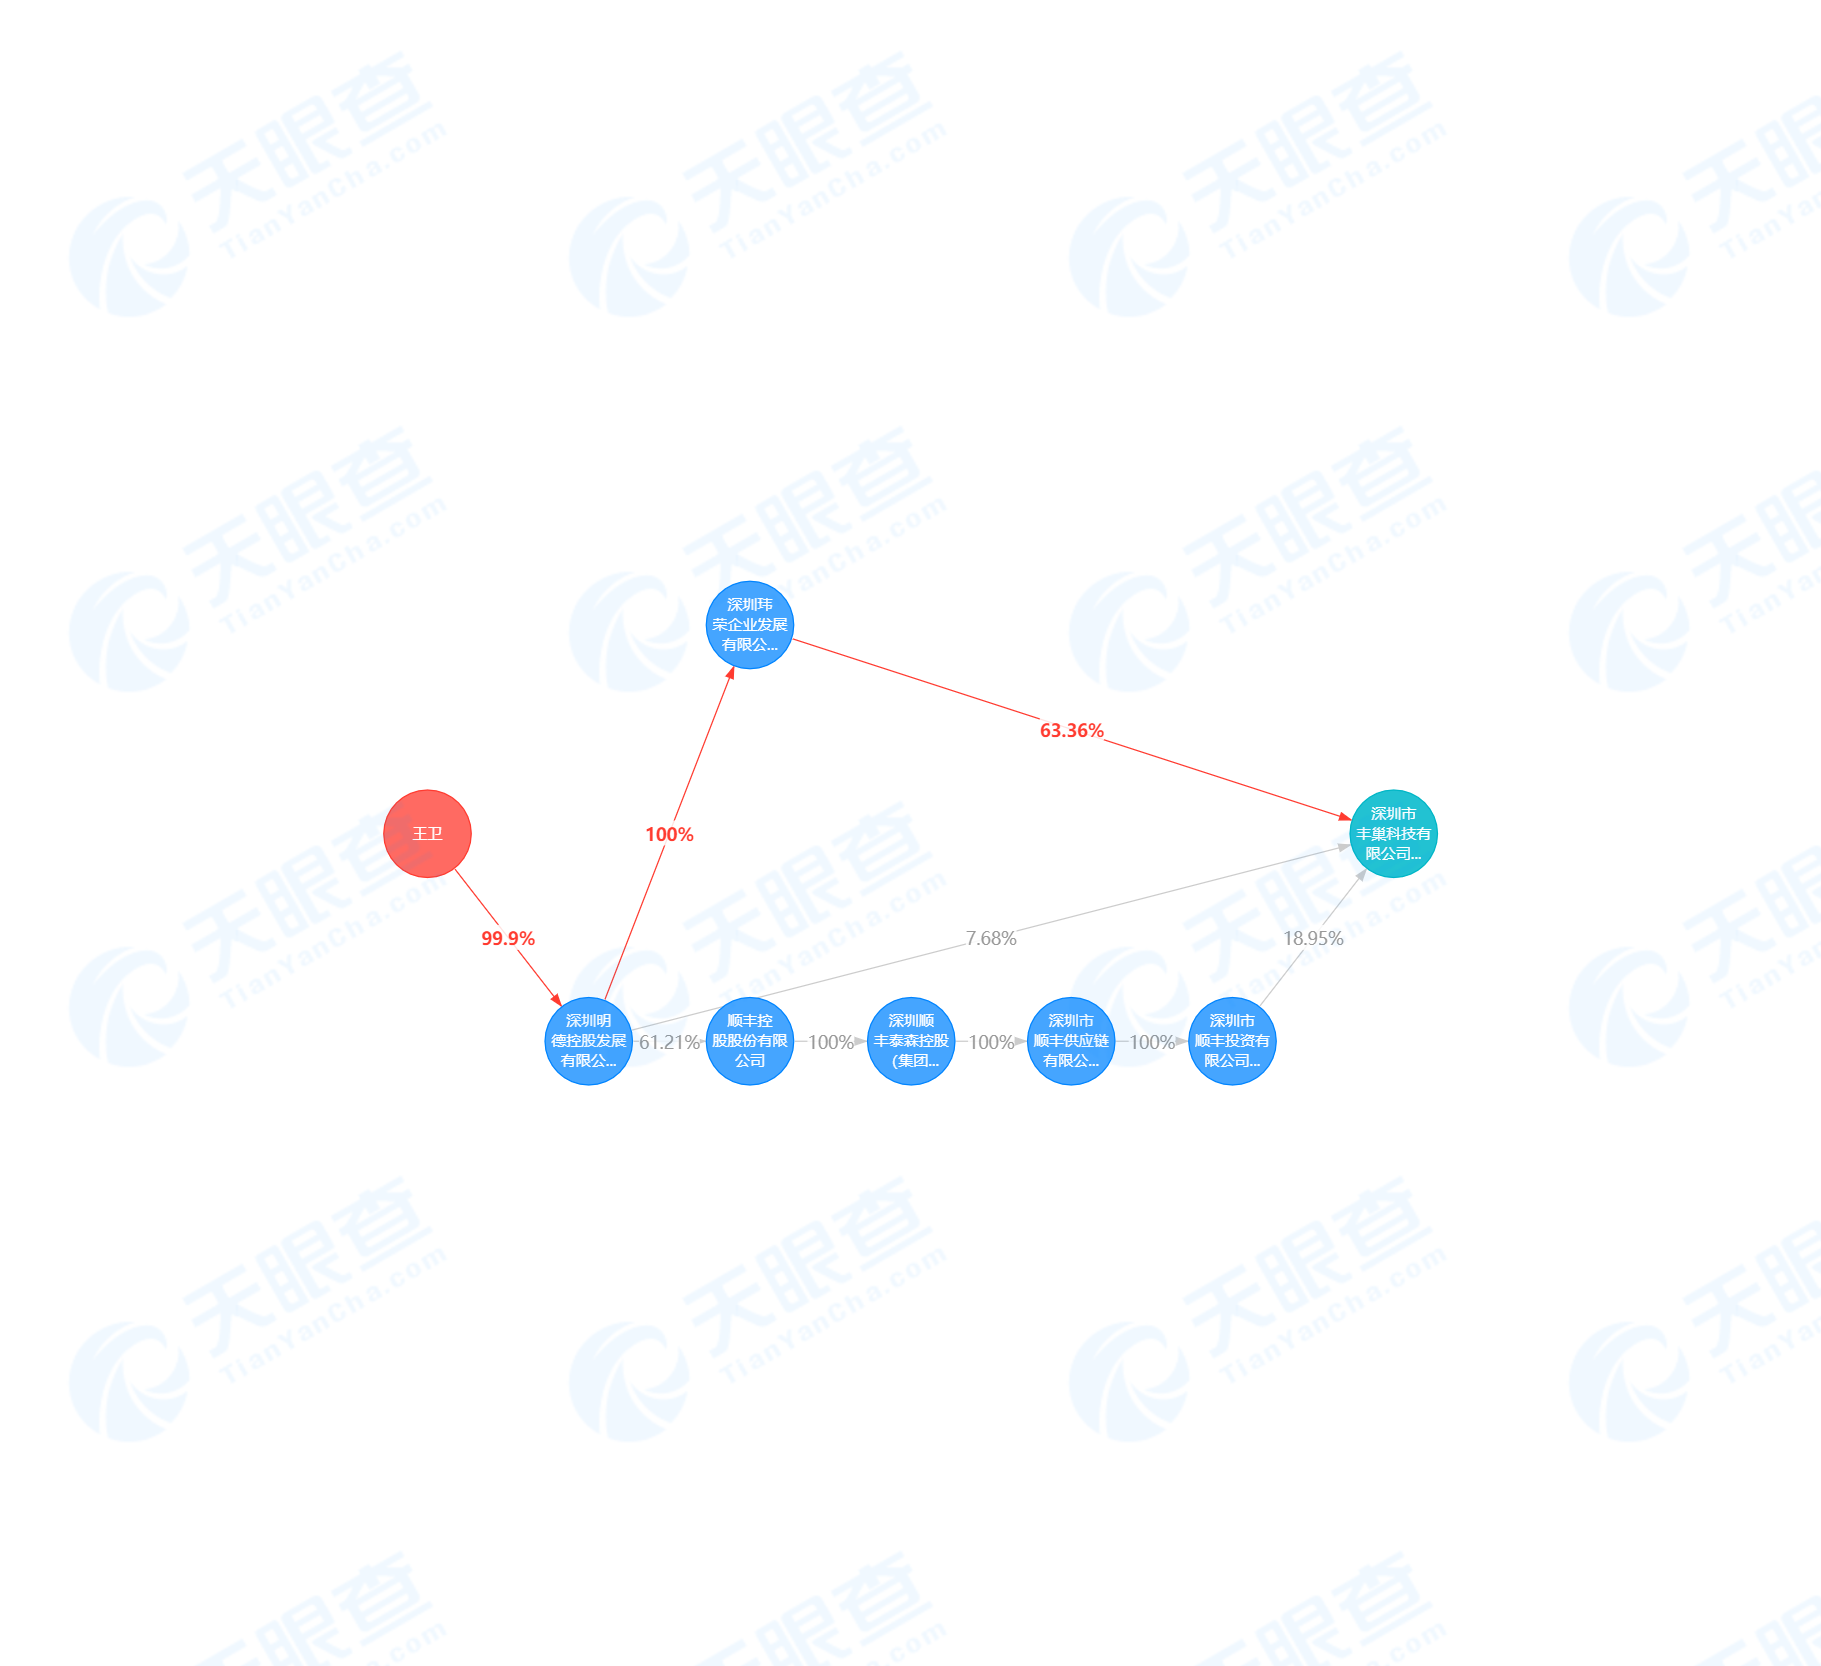 深圳玮
荣企业发展
有限公...
63.36%
100%
王卫
99.9%
深圳市
丰巢科技有
限公司...
7.68%
18.95%
深圳明
德控股发展
有限公...
61.21%
顺丰控
股股份有限
公司
100%
深圳顺
丰泰森控股
(集团...
100%
深圳市
顺丰供应链
有限公...
100%
深圳市
顺丰投资有
限公司...
天眼查
TianYanCha.com